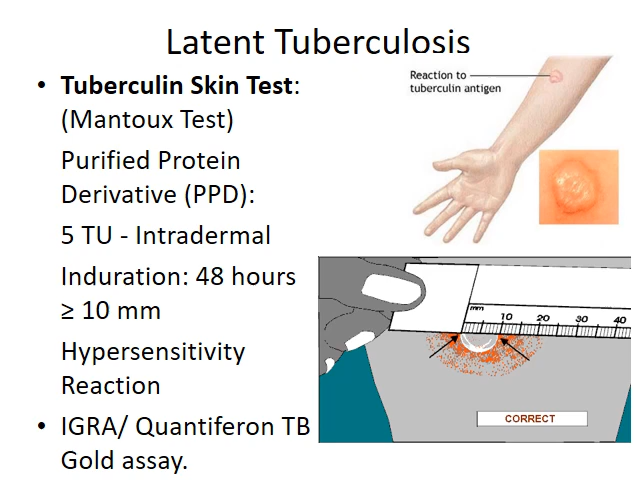 Latent Tuberculosis
• Tuberculin Skin Test:
(Mantoux Test)
Purified Protein
Derivative (PPD):
5 TU - Intradermal
Induration: 48 hours
≥ 10 mm
Hypersensitivity
Reaction
• IGRA/ Quantiferon TB
Gold assay.
Reaction to
tuberculin antigen
mm
10 20 30 40
CORRECT